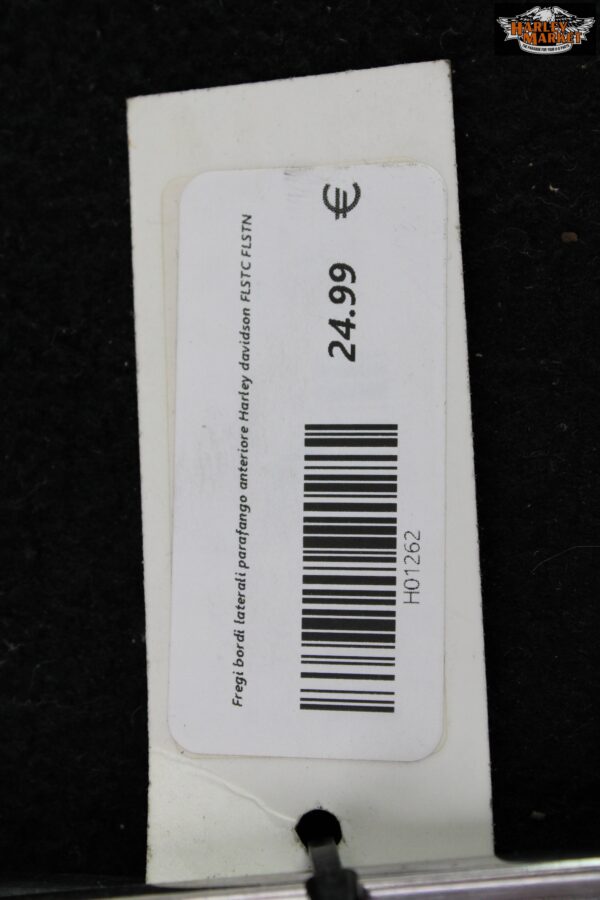 HARLEY
MARKET
Fregi bordi laterali parafango anteriore Harley davidson FLSTC FLSTN
24.99 €
H01262